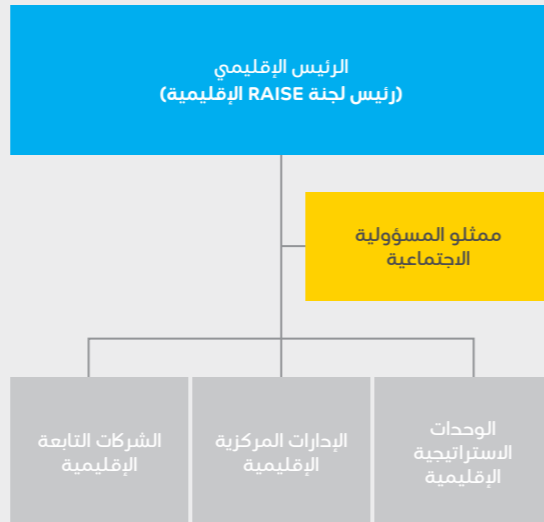 الرئيس الإقليمي
(رئيس لجنة RAISE الإقليمية)
ممثلو المسؤولية
الاجتماعية
الوحدات
الاستراتيجية
الإقليمية
الإدارات المركزية
الإقليمية
الشركات التابعة
الإقليمية